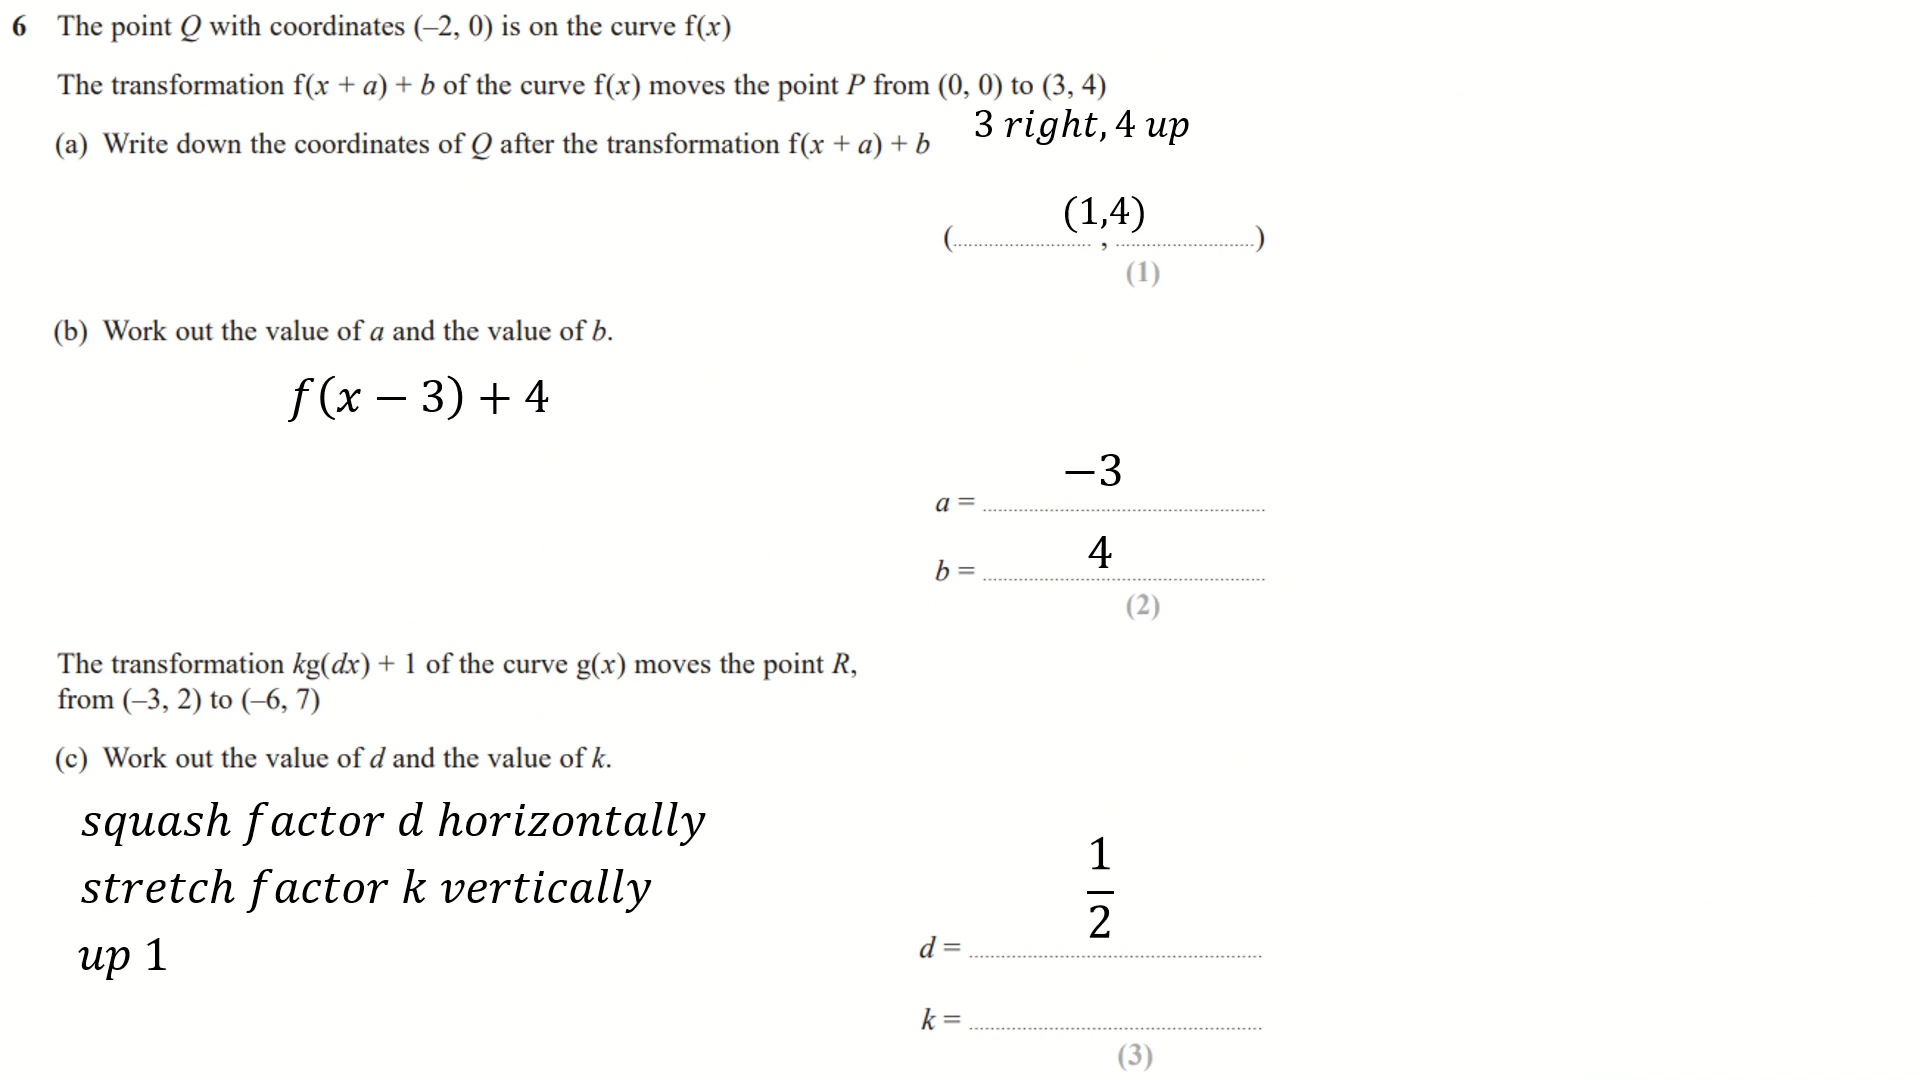 6 The point Q with coordinates (–2, 0) is on the curve f(x)
The transformation f(x + a) + b of the curve f(x) moves the point P from (0, 0) to (3, 4)
3 right, 4 up
(a) Write down the coordinates of Q after the transformation f(x + a) + b
(1,4)
(.............................. , ..............................)
(1)
(b) Work out the value of a and the value of b.
f(x − 3) + 4
−3
a = ............................................................
4
b = ............................................................
(2)
The transformation kg(dx) + 1 of the curve g(x) moves the point R,
from (–3, 2) to (–6, 7)
(c) Work out the value of d and the value of k.
squash factor d horizontally
stretch factor k vertically
up 1
1
2
d = ............................................................
k = ............................................................
(3)